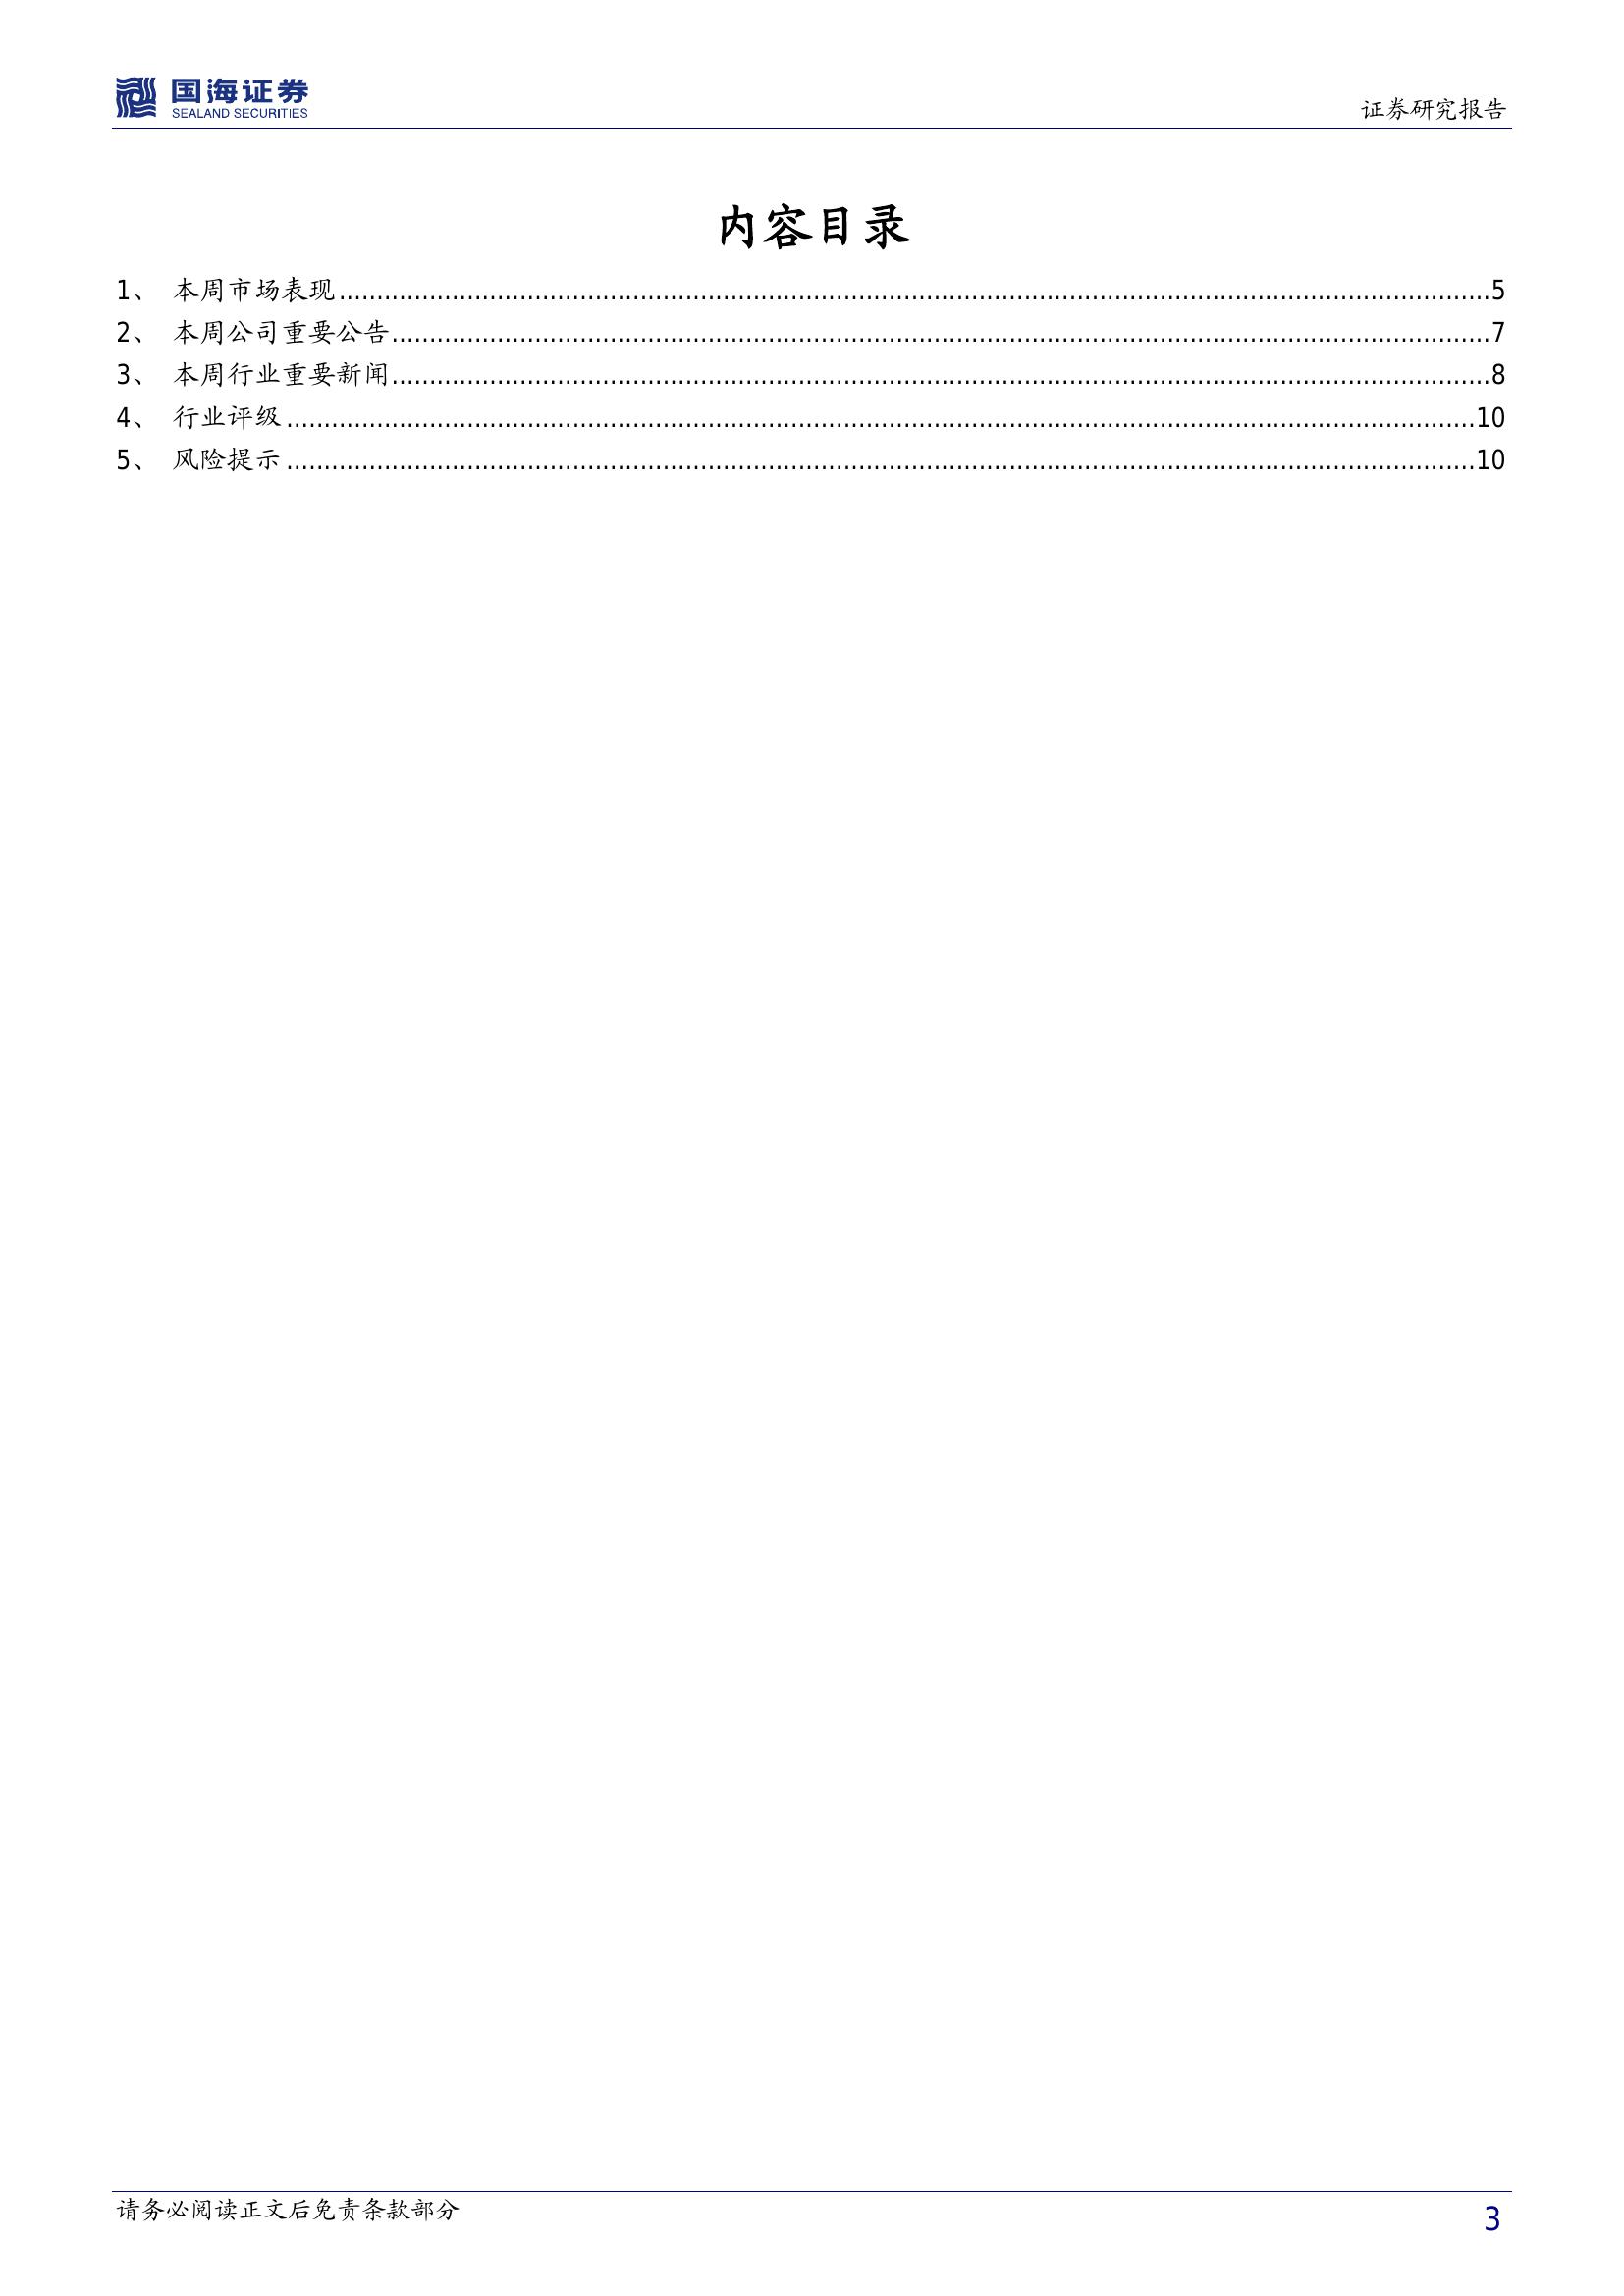 国海证券
SEALAND SECURITIES
证券研究报告
内容目录
1、 本周市场表现........................................5
2、 本周公司重要公告........................................7
3、 本周行业重要新闻........................................8
4、 行业评级........................................10
5、 风险提示........................................10
请务必阅读正文后免责条款部分
3